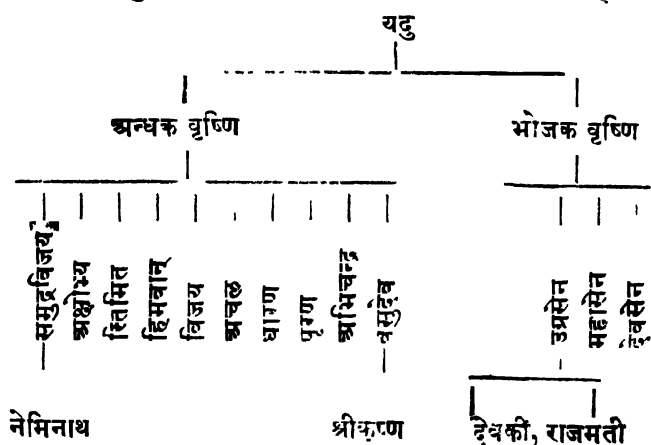 यदु
अन्धक वृष्णि भोजक वृष्णि
समुद्रविजय अक्षोभ्य स्तिमित हिमवान् विजय अचल धारण पूरण अभिचन्द्र वसुदेव उग्रसेन महासेन देवसेन
नेमिनाथ श्रीकृष्ण देवकी, राजमती